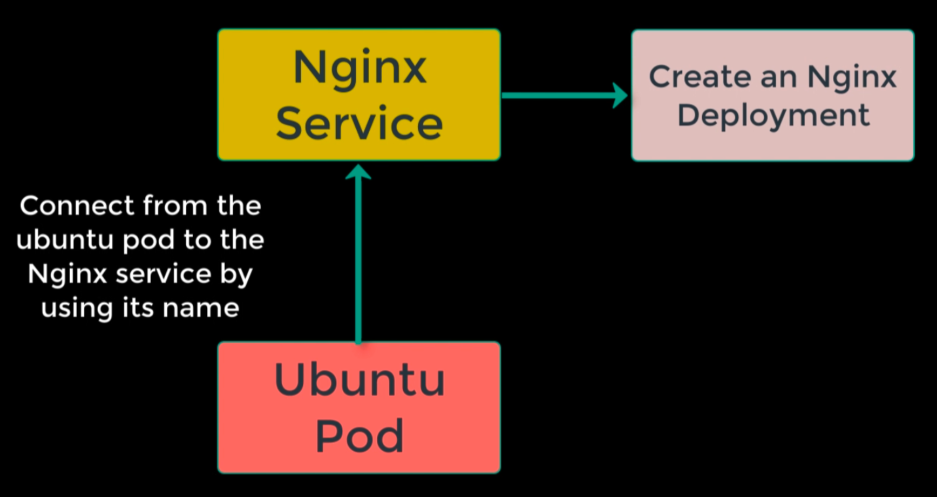 Nginx
Service
Create an Nginx
Deployment
Connect from the
ubuntu pod to the
Nginx service by
using its name
Ubuntu
Pod